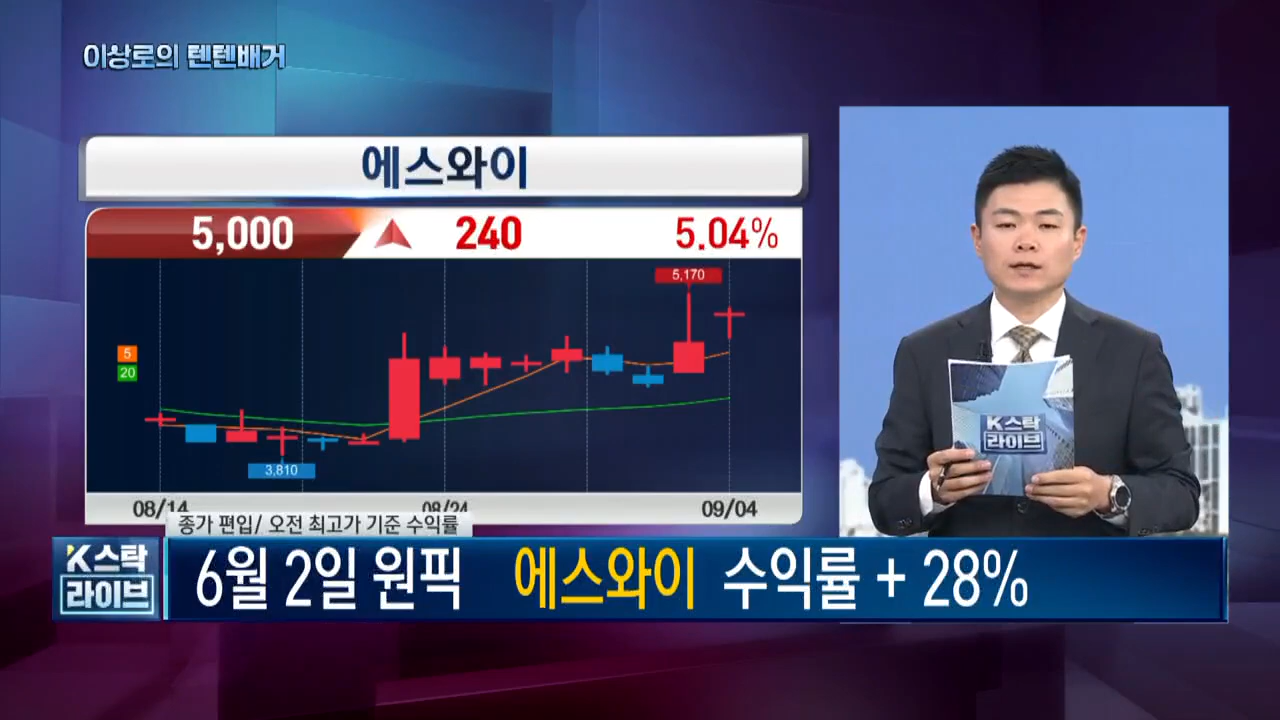 이상로의 텐텐배거
에스와이
5,000 240 5.04%
5,170
5
20
3,810
08/14 08/24 09/04
K스탁
라이브
종가 편입/ 오전 최고가 기준 수익률
K스탁
라이브
6월 2일 원픽 에스와이 수익률 + 28%